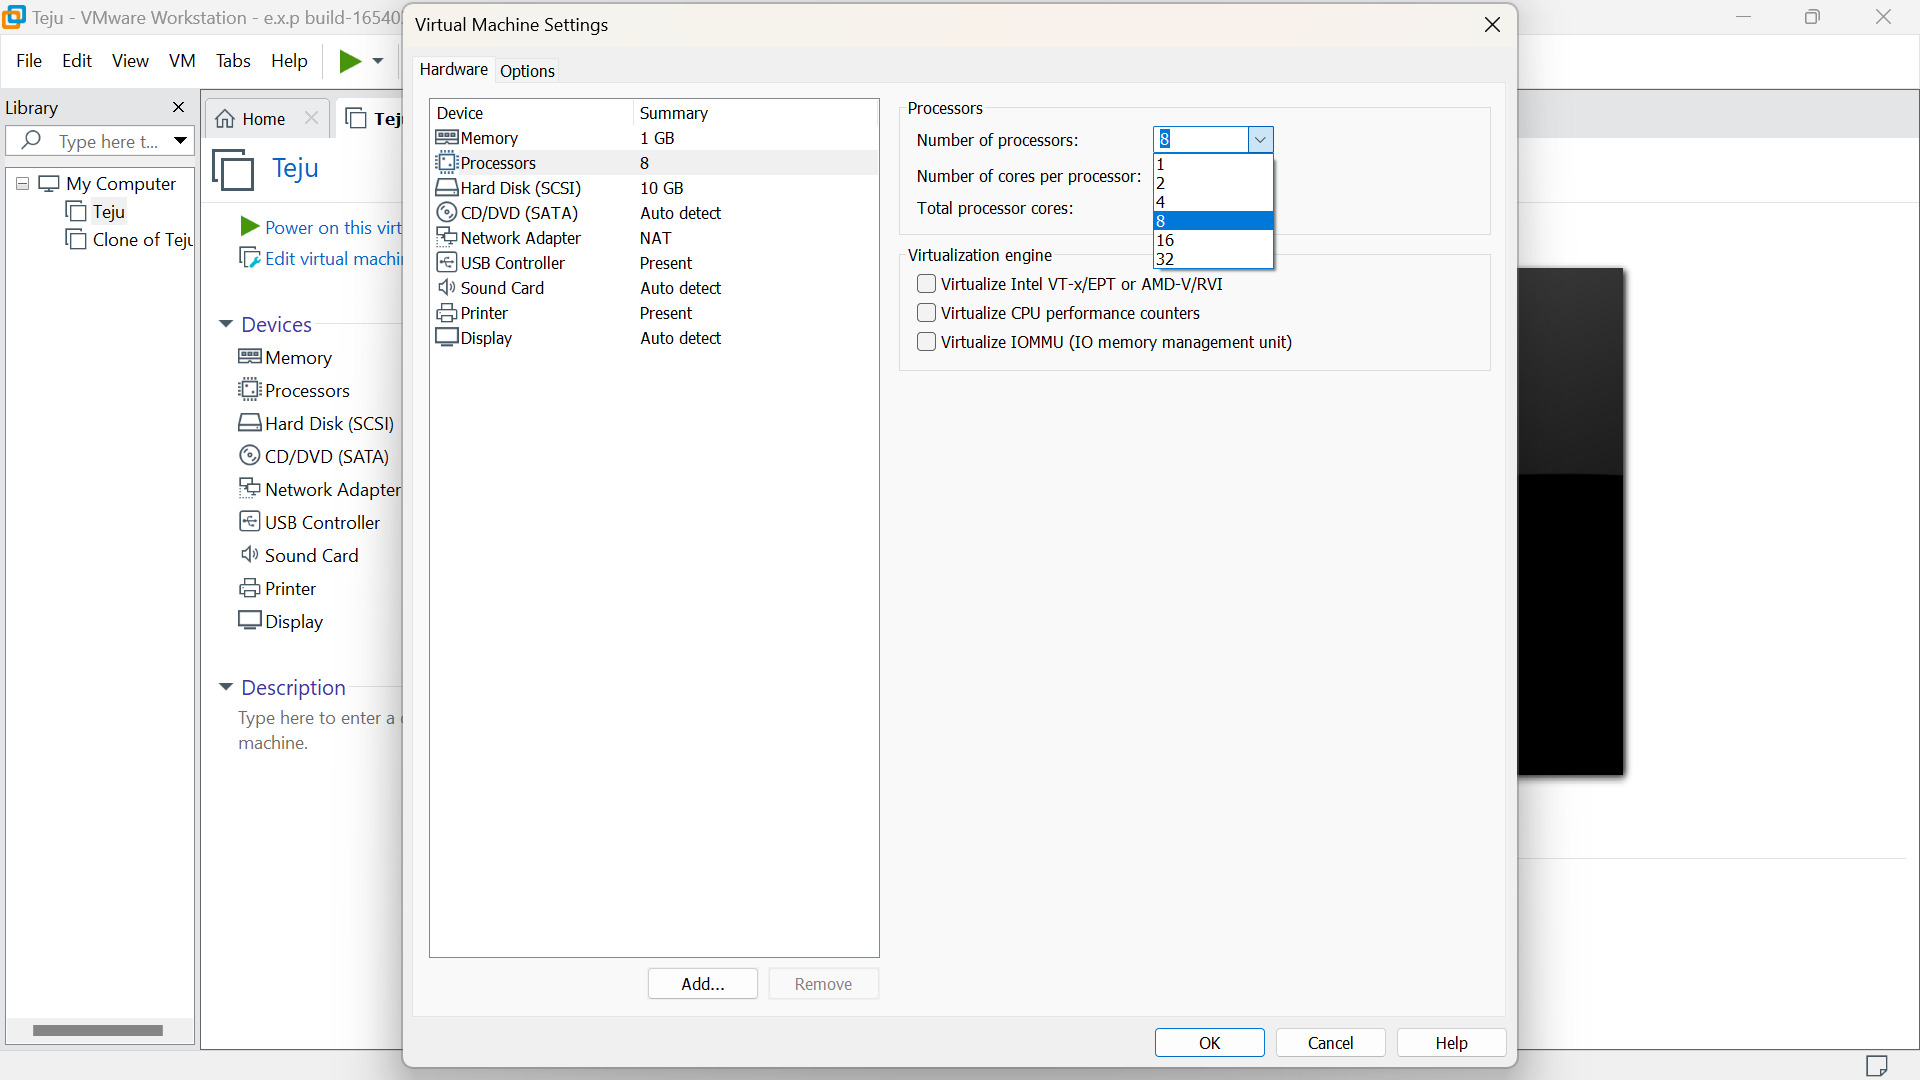 Teju - VMware Workstation - e.x.p build-16540
File Edit View VM Tabs Help
Library
Type here t...
My Computer
Teju
Clone of Teju
Home
Tej
Teju
Power on this virt
Edit virtual machi
Devices
Memory
Processors
Hard Disk (SCSI)
CD/DVD (SATA)
Network Adapter
USB Controller
Sound Card
Printer
Display
Description
Type here to enter a
machine.
Virtual Machine Settings
Hardware Options
Device Summary
Memory 1 GB
Processors 8
Hard Disk (SCSI) 10 GB
CD/DVD (SATA) Auto detect
Network Adapter NAT
USB Controller Present
Sound Card Auto detect
Printer Present
Display Auto detect
Add... Remove
Processors
Number of processors: 8
Number of cores per processor:
Total processor cores:
1
2
4
8
16
32
Virtualization engine
Virtualize Intel VT-x/EPT or AMD-V/RVI
Virtualize CPU performance counters
Virtualize IOMMU (IO memory management unit)
OK Cancel Help